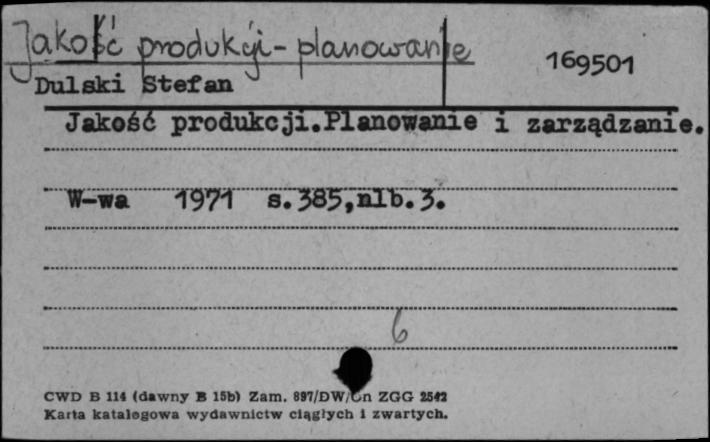 Jakość produkcji - planowanie
169501
Dulski Stefan
Jakość produkcji.Planowanie i zarządzanie.
W-wa 1971 s.385,nlb.3.
6
CWD B 114 (dawny B 15b) Zam. 897/DW/Gn ZGG 2542
Karta katalogowa wydawnictw ciągłych i zwartych.